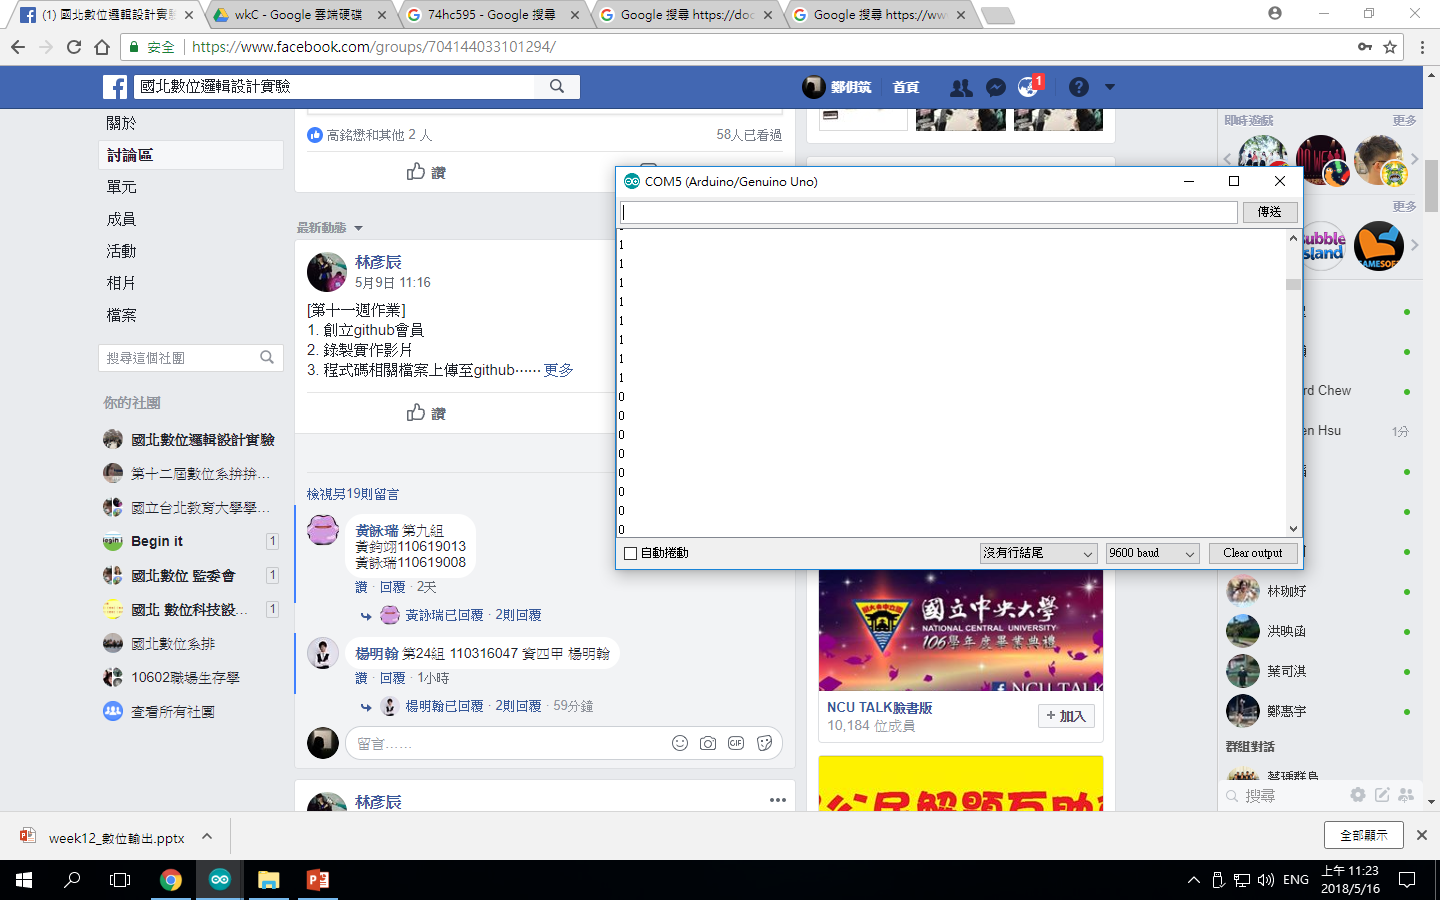 (1) 國北數位邏輯設計實驗
wkC - Google 雲端硬碟
74hc595 - Google 搜尋
Google 搜尋 https://doc
Google 搜尋 https://ww
安全
https://www.facebook.com/groups/704144033101294/
國北數位邏輯設計實驗
首頁
1
關於
討論區
單元
成員
活動
相片
檔案
搜尋這個社團
你的社團
國北數位邏輯設計實驗
第十二屆數位系拚拚...
國立台北教育大學學...
Begin it
1
國北數位 監委會
1
國北 數位科技設...
1
國北數位系排
10602職場生存學
查看所有社團
高銘懋和其他 2 人
58人已看過
讚
最新動態
林彥辰
5月9日 11:16
[第十一週作業]
1. 創立github會員
2. 錄製實作影片
3. 程式碼相關檔案上傳至github⋯⋯ 更多
讚
檢視另19則留言
黃詠瑞 第九組
黃鈞翊110619013
黃詠瑞110619008
讚 · 回覆 · 2天
黃詠瑞已回覆 · 2則回覆
楊明翰 第24組 110316047 資四甲 楊明翰
讚 · 回覆 · 1小時
楊明翰已回覆 · 2則回覆 · 59分鐘
留言......
GIF
林彥辰
COM5 (Arduino/Genuino Uno)
傳送
1
1
1
1
1
1
1
1
0
0
0
0
0
0
0
0
自動捲動
沒有行結尾
9600 baud
Clear output
國立中央大學
NATIONAL CENTRAL UNIVERSITY
106學年度畢業典禮
NCU TALK
NCU TALK臉書版
10,184 位成員
+ 加入
即時遊戲
更多
更多
Bubble
Island
GAMESOFT
rd Chew
en Hsu
1分
林珈妤
洪映函
葉司淇
鄭惠宇
群組對話
搜尋
week12_數位輸出.pptx
全部顯示
ENG
上午 11:23
2018/5/16